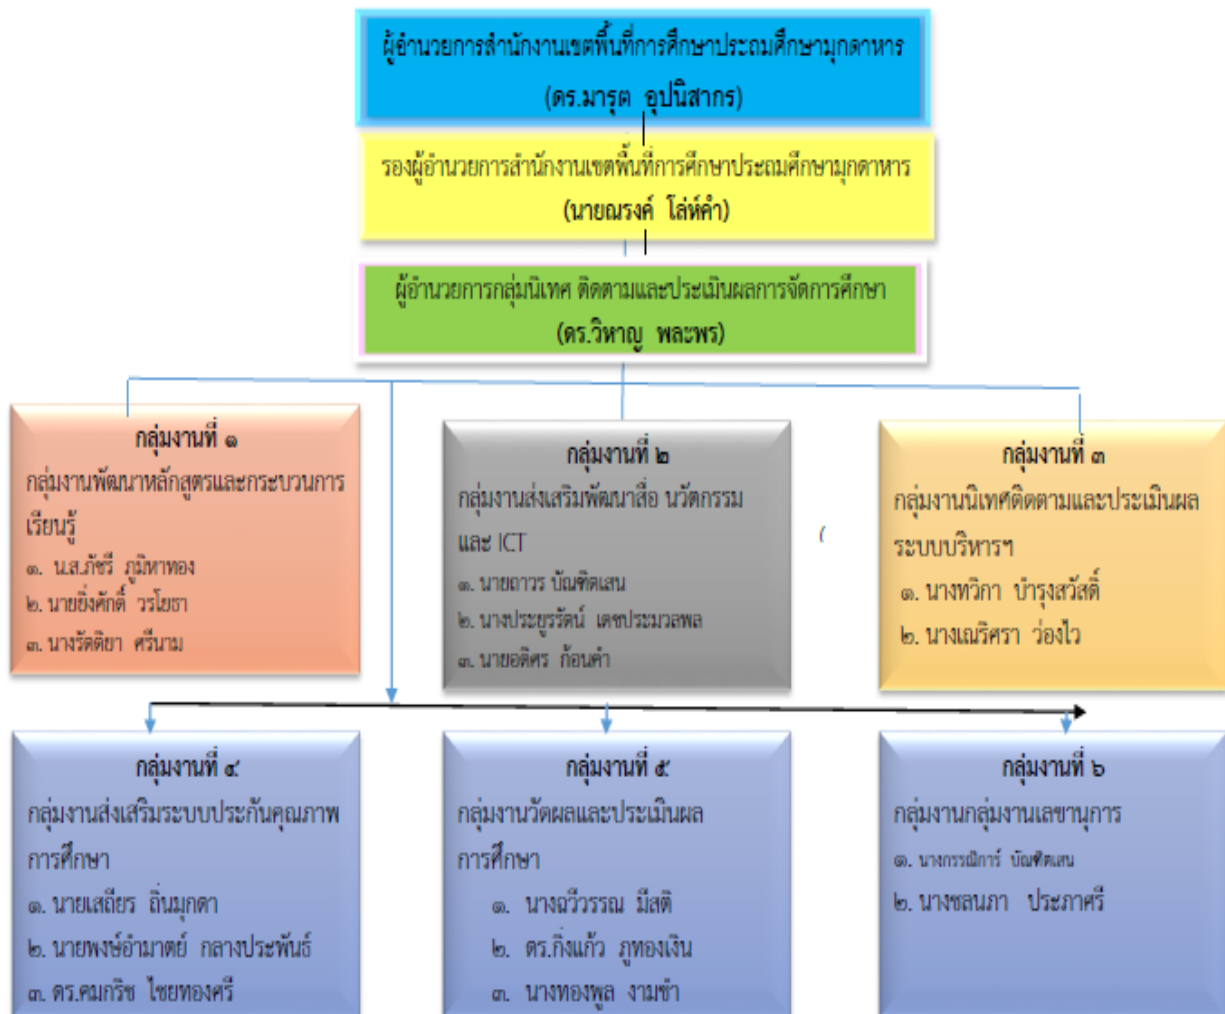 ผู้อำนวยการสำนักงานเขตพื้นที่การศึกษาประถมศึกษามุกดาหาร
(ดร.มารุต อุปนิสากร)
รองผู้อำนวยการสำนักงานเขตพื้นที่การศึกษาประถมศึกษามุกดาหาร
(นายณรงค์ โล่ห์คำ)
ผู้อำนวยการกลุ่มนิเทศ ติดตามและประเมินผลการจัดการศึกษา
(ดร.วิหาญ พละพร)
กลุ่มงานที่ ๑
กลุ่มงานพัฒนาหลักสูตรและกระบวนการ
เรียนรู้
๑. น.ส.ภัชรี ภูมิหาทอง
๒. นายยิ่งศักดิ์ วรโยธา
๓. นางรัตติยา ศรีนาม
กลุ่มงานที่ ๒
กลุ่มงานส่งเสริมพัฒนาสื่อ นวัตกรรม
และ ICT
๑. นายถาวร บัณฑิตเสน
๒. นางประยูรรัตน์ เดชประมวลพล
๓. นายอดิศร ก้อนคำ
(
กลุ่มงานที่ ๓
กลุ่มงานนิเทศติดตามและประเมินผล
ระบบบริหารฯ
๑. นางทวิกา บำรุงสวัสดิ์
๒. นางเณริศรา ว่องไว
กลุ่มงานที่ ๔
กลุ่มงานส่งเสริมระบบประกันคุณภาพ
การศึกษา
๑. นายเสถียร ถิ่นมุกดา
๒. นายพงษ์อำมาตย์ กลางประพันธ์
๓. ดร.คมกริช ไชยทองศรี
กลุ่มงานที่ ๕
กลุ่มงานวัดผลและประเมินผล
การศึกษา
๑. นางฉวีวรรณ มีสติ
๒. ดร.กิ่งแก้ว ภูทองเงิน
๓. นางทองพูล งามขำ
กลุ่มงานที่ ๖
กลุ่มงานกลุ่มงานเลขานุการ
๑. นางกรรณิการ์ บัณฑิตเสน
๒. นางชลนภา ประภาศรี